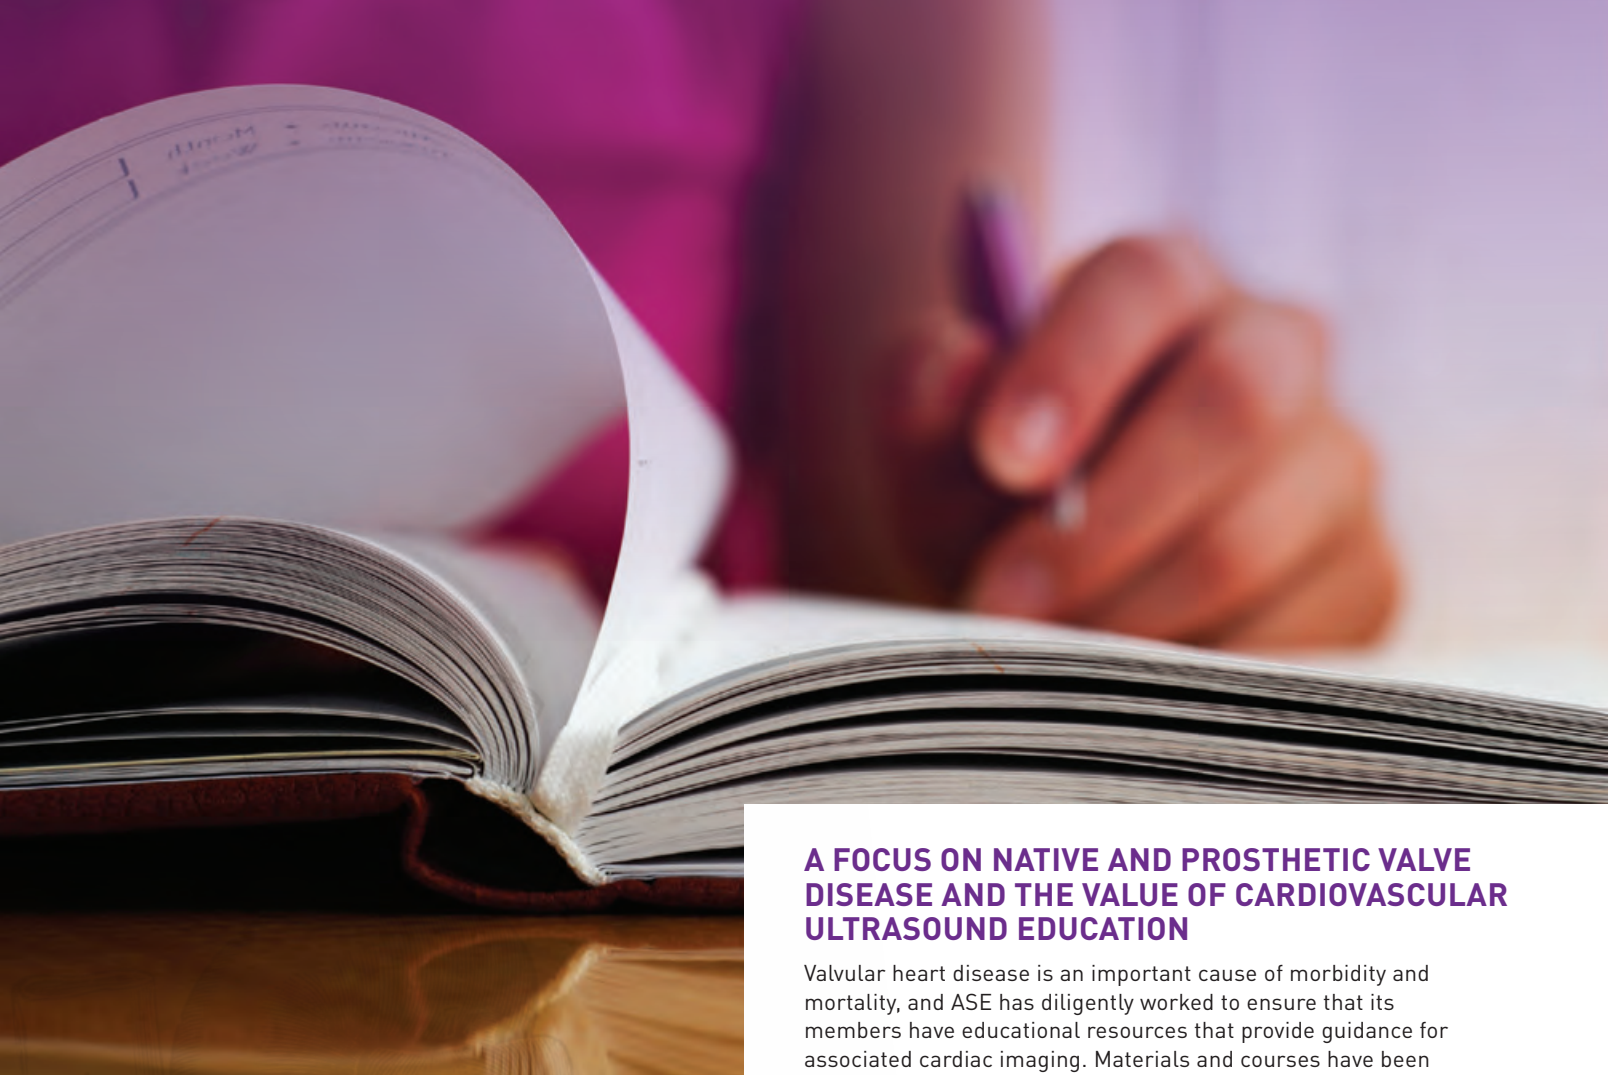 A FOCUS ON NATIVE AND PROSTHETIC VALVE
DISEASE AND THE VALUE OF CARDIOVASCULAR
ULTRASOUND EDUCATION
Valvular heart disease is an important cause of morbidity and
mortality, and ASE has diligently worked to ensure that its
members have educational resources that provide guidance for
associated cardiac imaging. Materials and courses have been